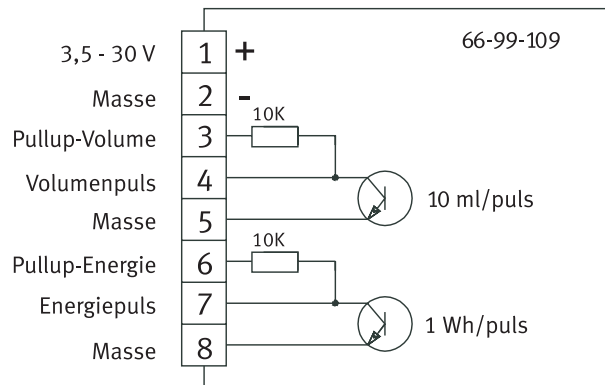 66-99-109
3,5 - 30 V 1 +
Masse 2 -
10K
Pullup-Volume 3
Volumenpuls 4
10 ml/puls
Masse 5
10K
Pullup-Energie 6
Energiepuls 7
1 Wh/puls
Masse 8